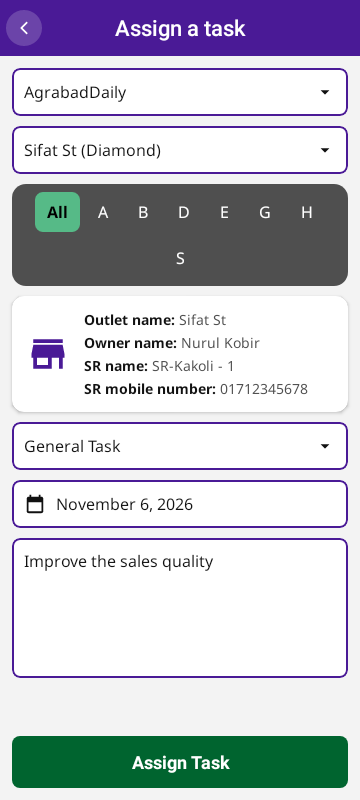 Assign a task
AgrabadDaily
Sifat St (Diamond)
All A B D E G H
S
Outlet name: Sifat St
Owner name: Nurul Kobir
SR name: SR-Kakoli - 1
SR mobile number: 01712345678
General Task
November 6, 2026
Improve the sales quality
Assign Task